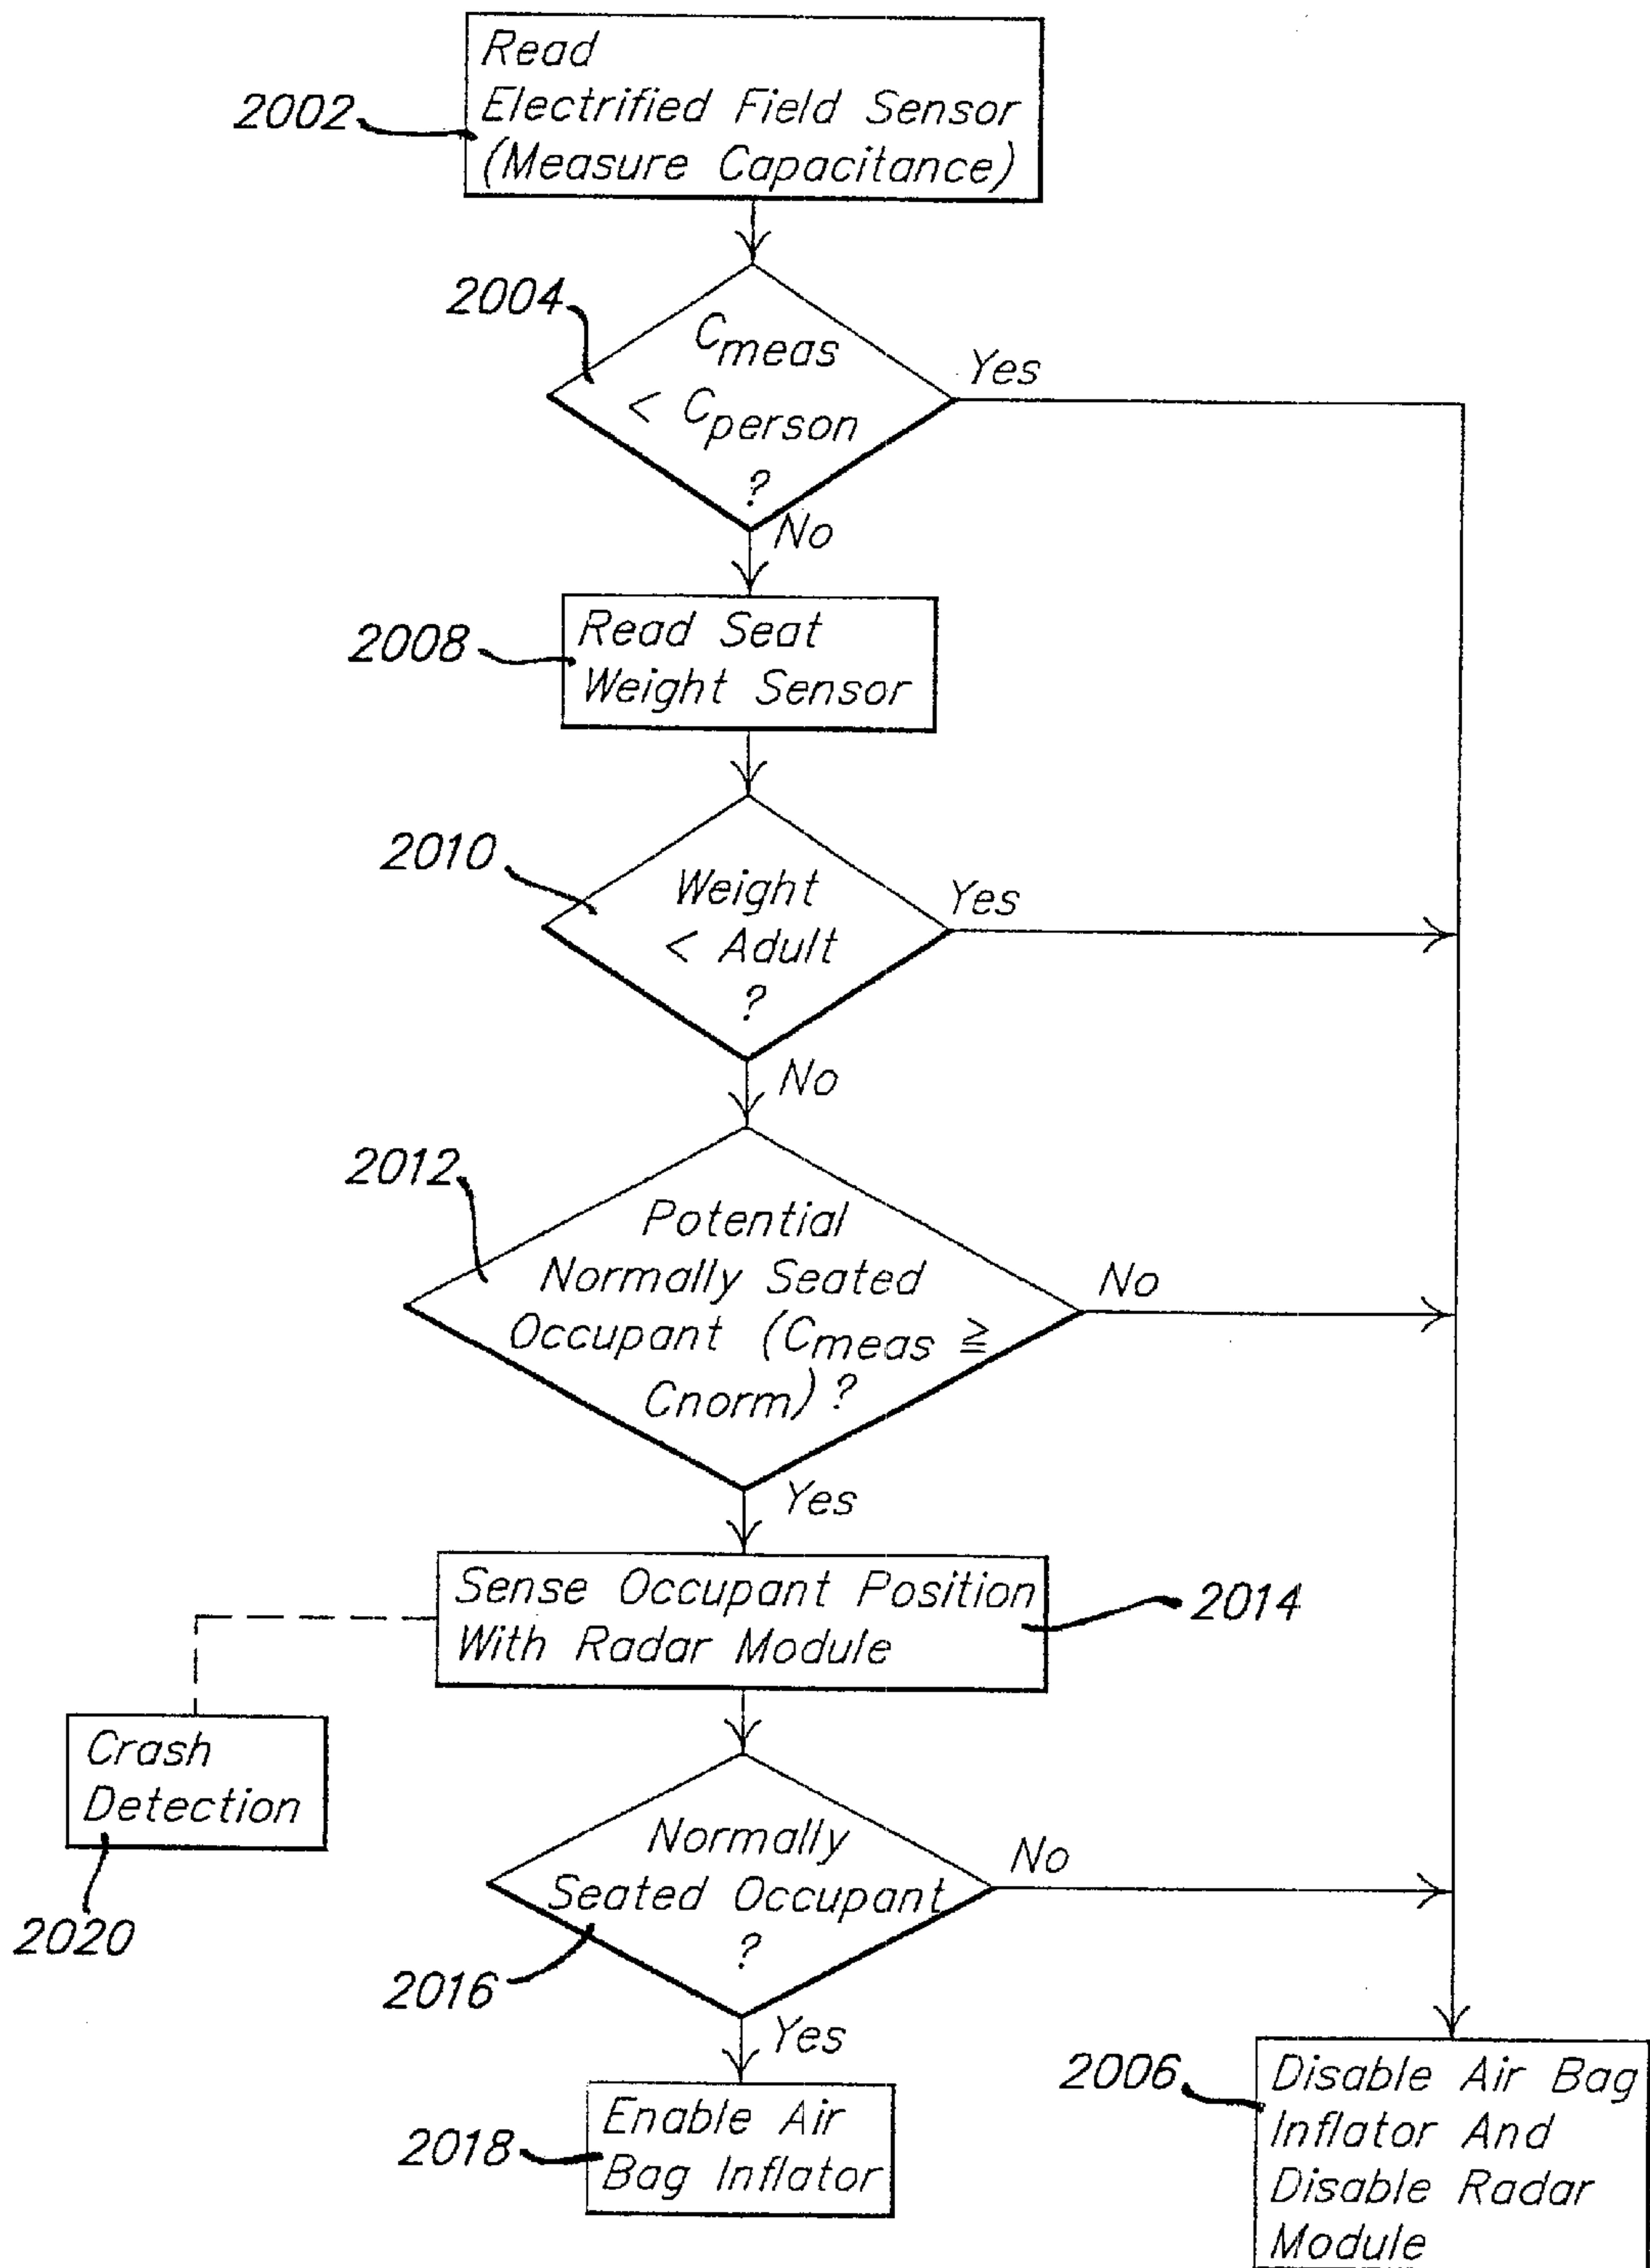 Read
Electrified Field Sensor
(Measure Capacitance)
2002
2004
Cmeas
< Cperson
?
Yes
No
Read Seat
Weight Sensor
2008
2010
Weight
< Adult
?
Yes
No
2012
Potential
Normally Seated
Occupant (Cmeas ≧
Cnorm) ?
No
Yes
Sense Occupant Position
With Radar Module
2014
Crash
Detection
2020
Normally
Seated Occupant
?
2016
No
Yes
Enable Air
Bag Inflator
2018
2006
Disable Air Bag
Inflator And
Disable Radar
Module